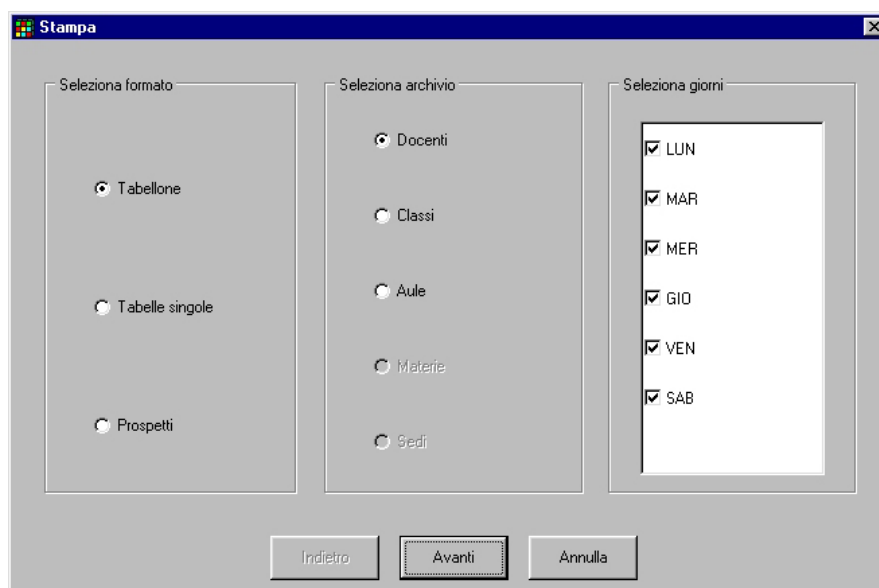 Stampa
Seleziona formato
Tabellone
Tabelle singole
Prospetti
Seleziona archivio
Docenti
Classi
Aule
Materie
Sedi
Seleziona giorni
LUN
MAR
MER
GIO
VEN
SAB
Indietro
Avanti
Annulla